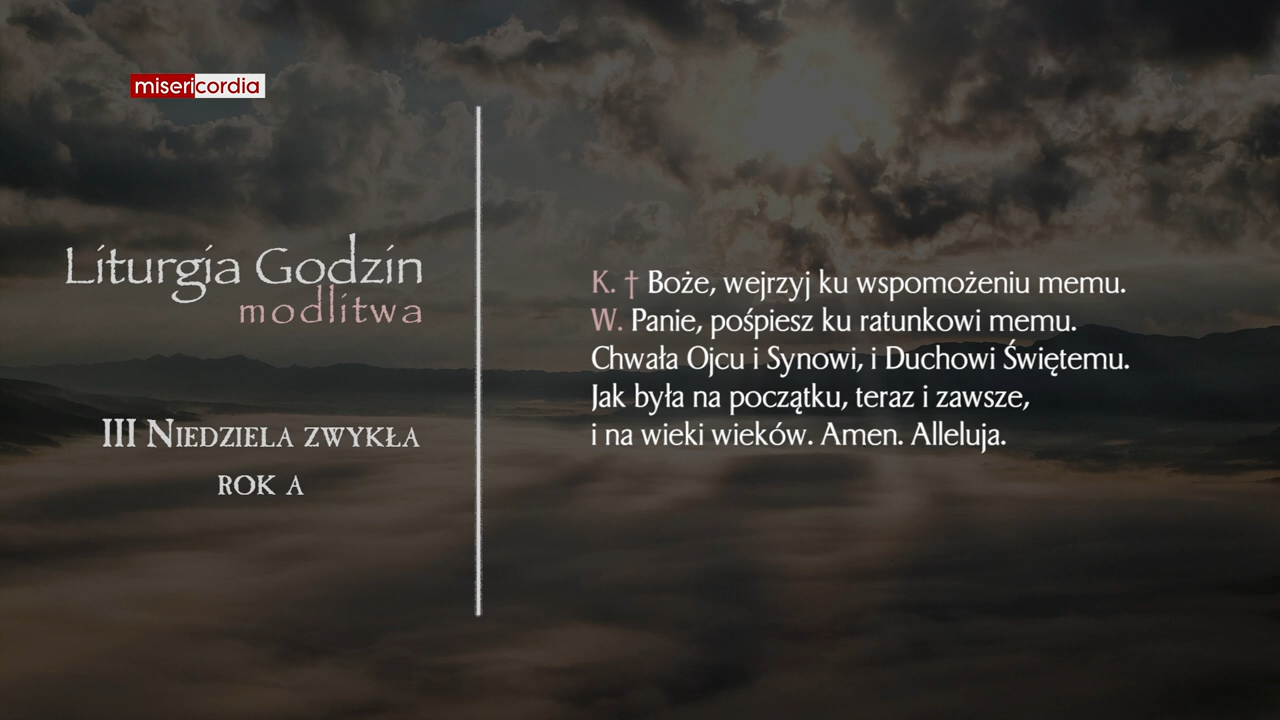 misericordia
Liturgia Godzin
modlitwa
III Niedziela zwykła
rok A
K. † Boże, wejrzyj ku wspomożeniu memu.
W. Panie, pośpiesz ku ratunkowi memu.
Chwała Ojcu i Synowi, i Duchowi Świętemu.
Jak była na początku, teraz i zawsze,
i na wieki wieków. Amen. Alleluja.